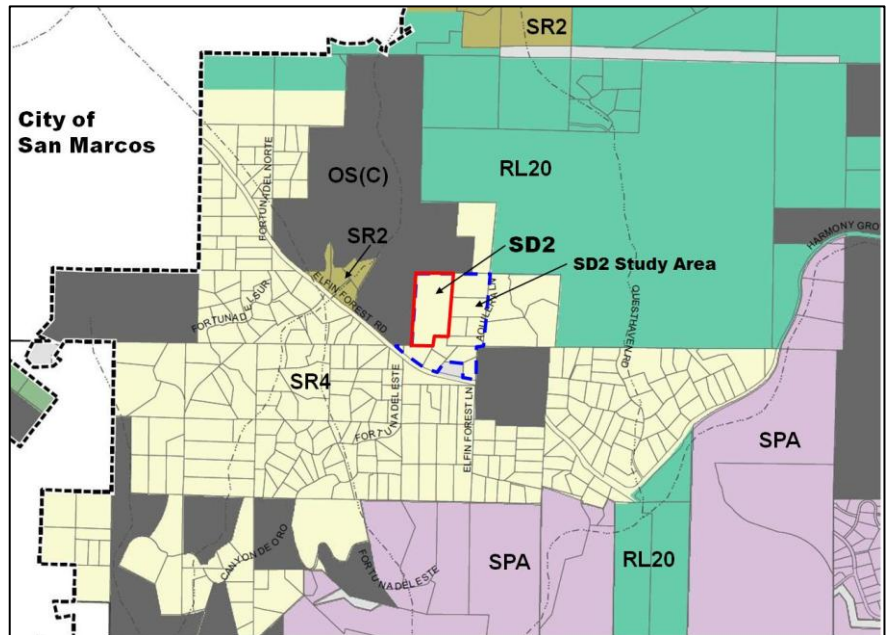 SR2
City of
San Marcos
FORTUNA DEL NORTE
OS(C)
RL20
HARMONY GRO
SR2
SD2
SD2 Study Area
ELFIN FOREST RD
AQUILERA LA
QUESTHAVEN RD
FORTUNA DEL SUR
SR4
FORTUNA DEL ESTE
ELFIN FOREST LN
SPA
CANYON DE ORO
FORTUNA DEL ESTE
SPA
RL20